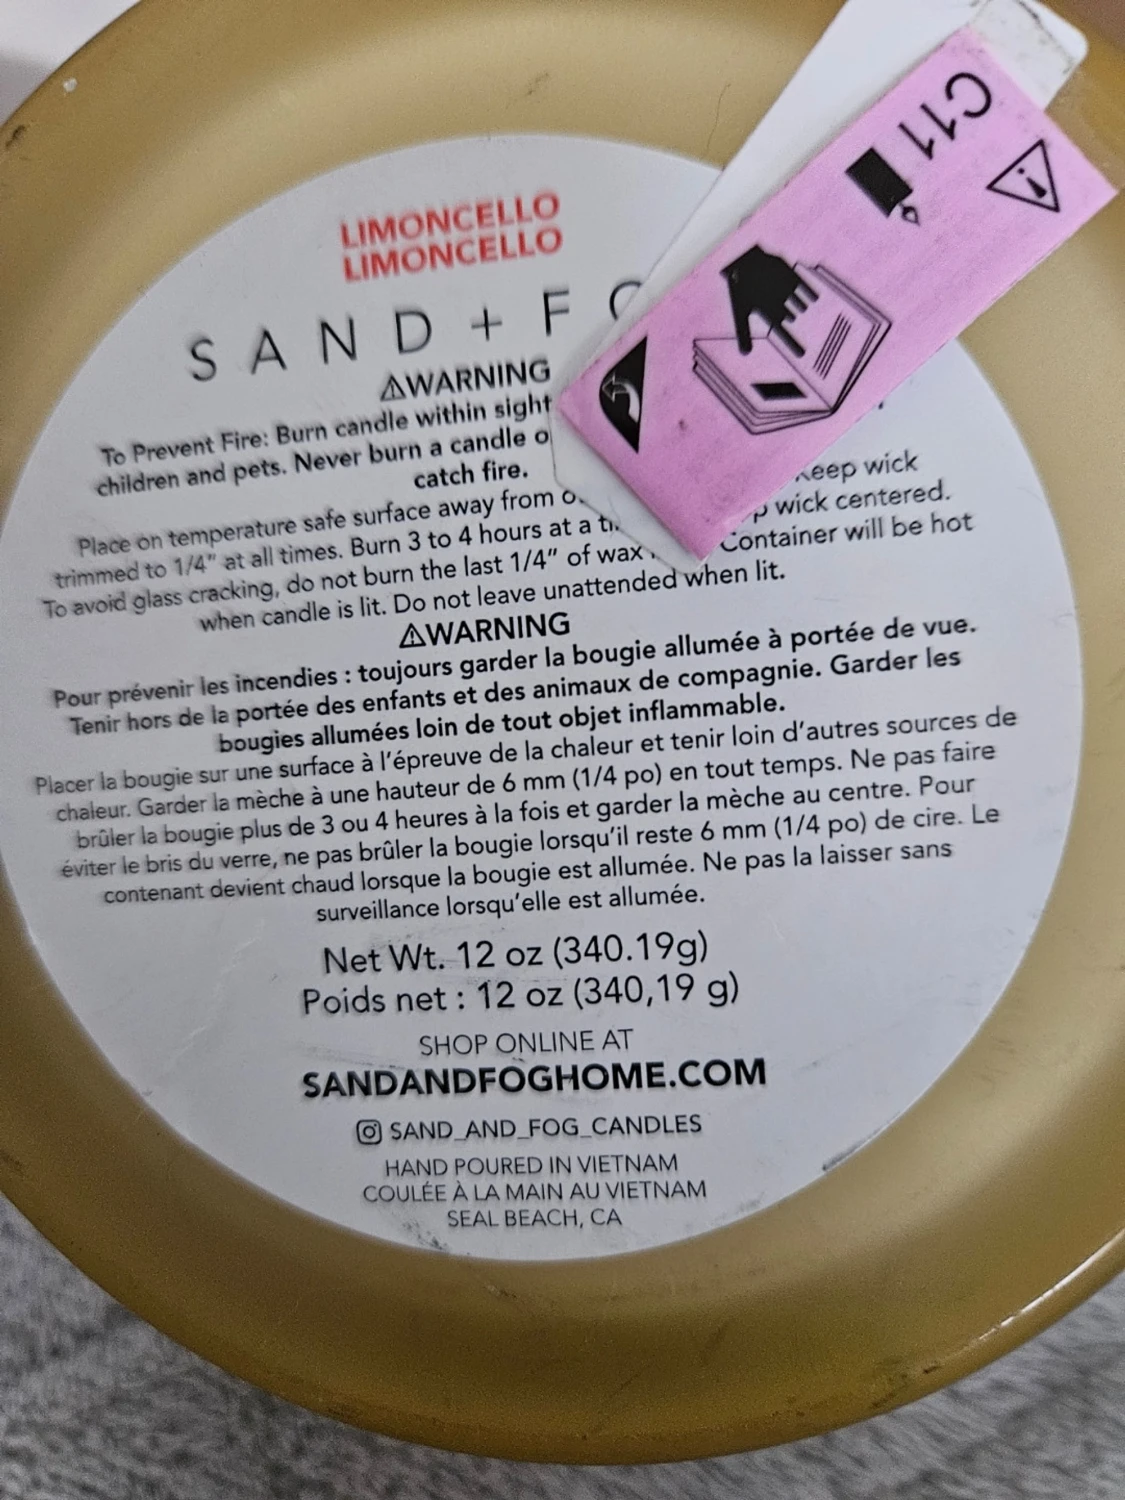 LIMONCELLO
LIMONCELLO
SAND + F
C11
⚠WARNING
To Prevent Fire: Burn candle within sight
children and pets. Never burn a candle
catch fire.
Place on temperature safe surface away from Keep wick
trimmed to 1/4" at all times. Burn 3 to 4 hours at a wick centered.
To avoid glass cracking, do not burn the last 1/4" of wax Container will be hot
when candle is lit. Do not leave unattended when lit.
⚠WARNING
Pour prévenir les incendies : toujours garder la bougie allumée à portée de vue.
Tenir hors de la portée des enfants et des animaux de compagnie. Garder les
bougies allumées loin de tout objet inflammable.
Placer la bougie sur une surface à l'épreuve de la chaleur et tenir loin d'autres sources de
chaleur. Garder la mèche à une hauteur de 6 mm (1/4 po) en tout temps. Ne pas faire
brûler la bougie plus de 3 ou 4 heures à la fois et garder la mèche au centre. Pour
éviter le bris du verre, ne pas brûler la bougie lorsqu'il reste 6 mm (1/4 po) de cire. Le
contenant devient chaud lorsque la bougie est allumée. Ne pas la laisser sans
surveillance lorsqu'elle est allumée.
Net Wt. 12 oz (340.19g)
Poids net : 12 oz (340,19 g)
SHOP ONLINE AT
SANDANDFOGHOME.COM
SAND_AND_FOG_CANDLES
HAND POURED IN VIETNAM
COULÉE À LA MAIN AU VIETNAM
SEAL BEACH, CA